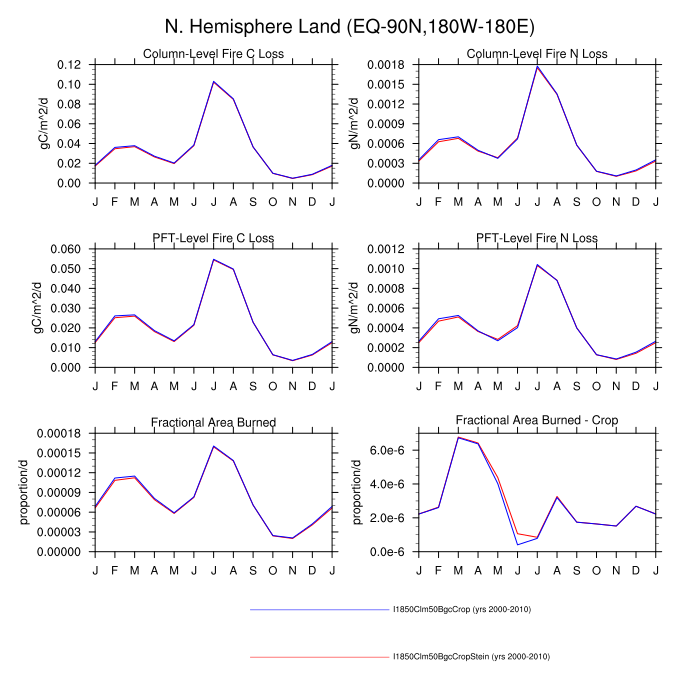 N. Hemisphere Land (EQ-90N,180W-180E)
Column-Level Fire C Loss
gC/m^2/d
0.12
0.10
0.08
0.06
0.04
0.02
0.00
J F M A M J J A S O N D J
Column-Level Fire N Loss
gN/m^2/d
0.0018
0.0015
0.0012
0.0009
0.0006
0.0003
0.0000
J F M A M J J A S O N D J
PFT-Level Fire C Loss
gC/m^2/d
0.060
0.050
0.040
0.030
0.020
0.010
0.000
J F M A M J J A S O N D J
PFT-Level Fire N Loss
gN/m^2/d
0.0012
0.0010
0.0008
0.0006
0.0004
0.0002
0.0000
J F M A M J J A S O N D J
Fractional Area Burned
proportion/d
0.00018
0.00015
0.00012
0.00009
0.00006
0.00003
0.00000
J F M A M J J A S O N D J
Fractional Area Burned - Crop
proportion/d
6.0e-6
4.0e-6
2.0e-6
0.0e-6
J F M A M J J A S O N D J
I1850Clm50BgcCrop (yrs 2000-2010)
I1850Clm50BgcCropStein (yrs 2000-2010)